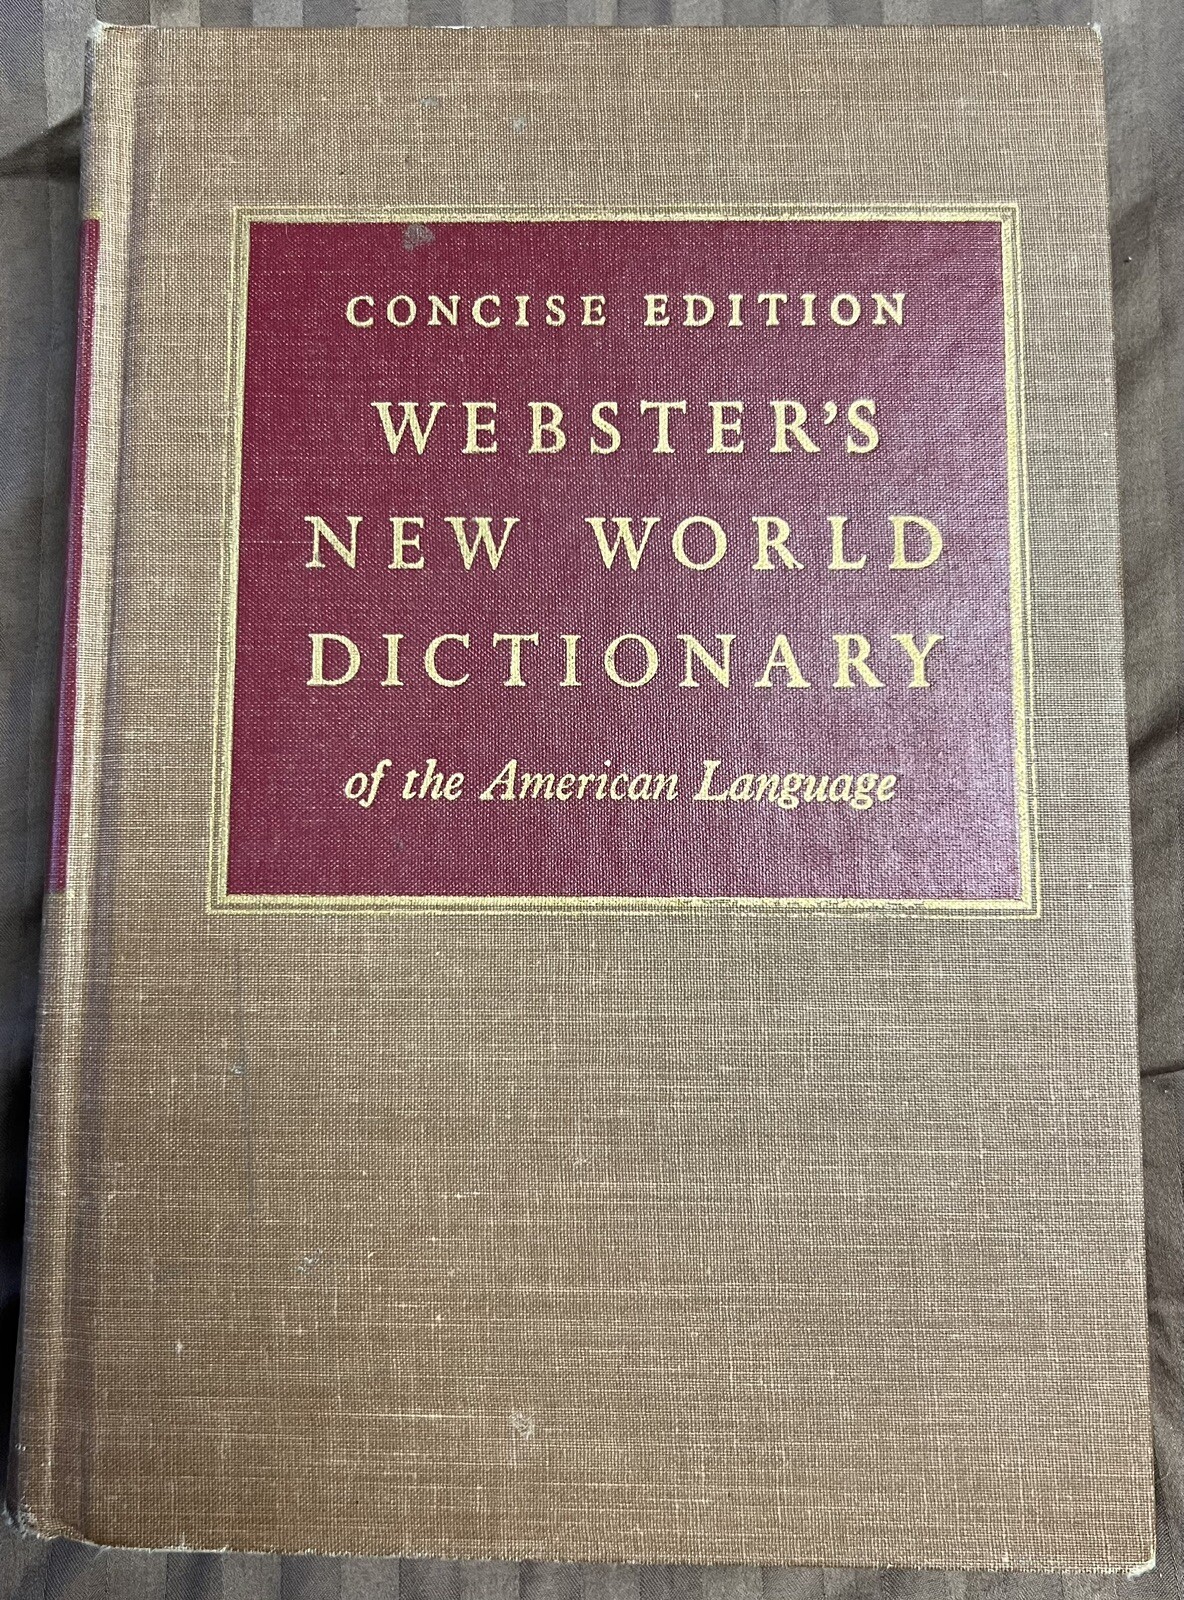 CONCISE EDITION
WEBSTER'S
NEW WORLD
DICTIONARY
of the American Language